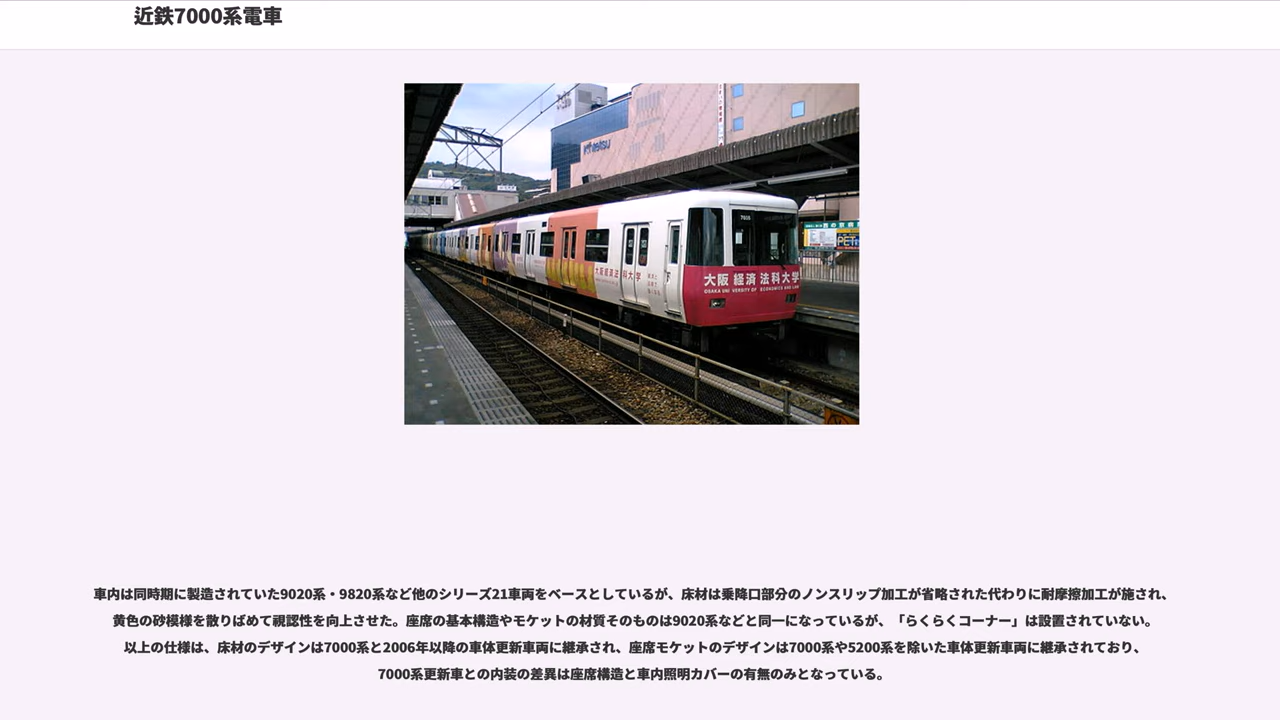 近鉄7000系電車
Kintetsu
7035
大阪経済法科大学
大阪 経済 法科大学
OSAKA UNIVERSITY OF ECONOMICS AND LAW
PET
車内は同時期に製造されていた9020系・9820系など他のシリーズ21車両をベースとしているが、床材は乗降口部分のノンスリップ加工が省略された代わりに耐摩擦加工が施され、
黄色の砂模様を散りばめて視認性を向上させた。座席の基本構造やモケットの材質そのものは9020系などと同一になっているが、「らくらくコーナー」は設置されていない。
以上の仕様は、床材のデザインは7000系と2006年以降の車体更新車両に継承され、座席モケットのデザインは7000系や5200系を除いた車体更新車両に継承されており、
7000系更新車との内装の差異は座席構造と車内照明カバーの有無のみとなっている。